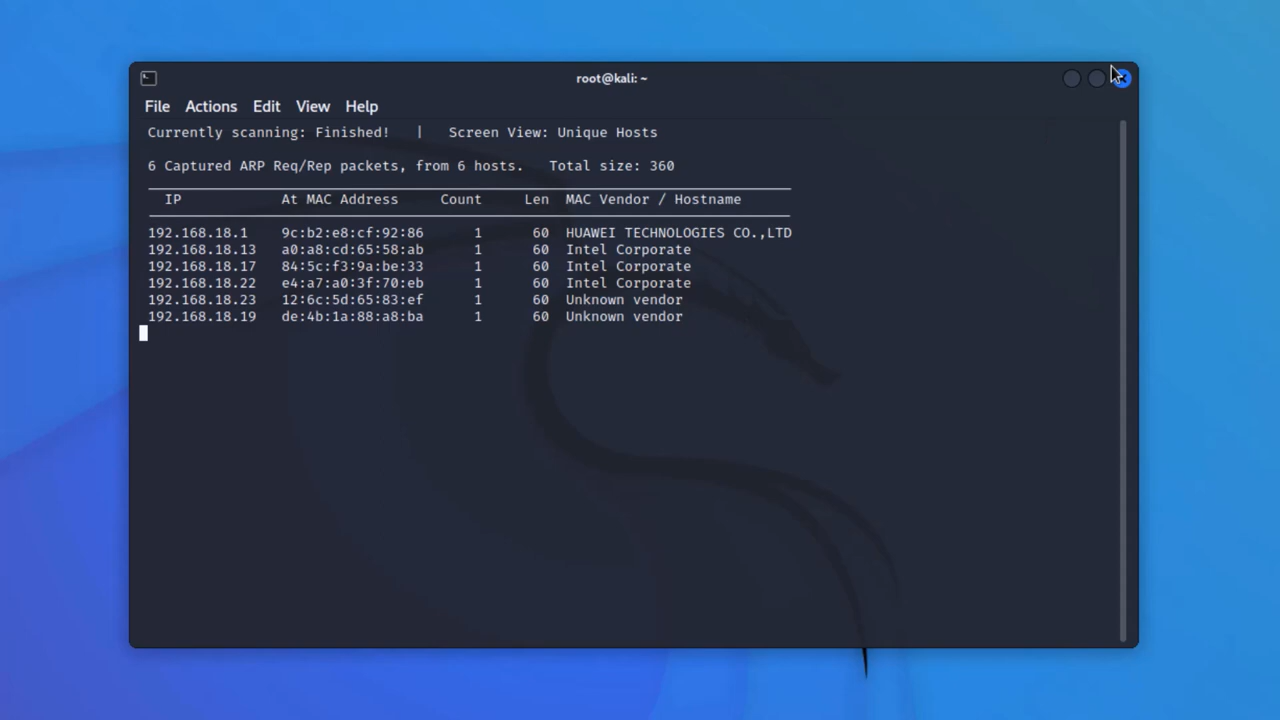 root@kali: ~
File Actions Edit View Help
Currently scanning: Finished! | Screen View: Unique Hosts
6 Captured ARP Req/Rep packets, from 6 hosts. Total size: 360
IP At MAC Address Count Len MAC Vendor / Hostname
192.168.18.1 9c:b2:e8:cf:92:86 1 60 HUAWEI TECHNOLOGIES CO.,LTD
192.168.18.13 a0:a8:cd:65:58:ab 1 60 Intel Corporate
192.168.18.17 84:5c:f3:9a:be:33 1 60 Intel Corporate
192.168.18.22 e4:a7:a0:3f:70:eb 1 60 Intel Corporate
192.168.18.23 12:6c:5d:65:83:ef 1 60 Unknown vendor
192.168.18.19 de:4b:1a:88:a8:ba 1 60 Unknown vendor